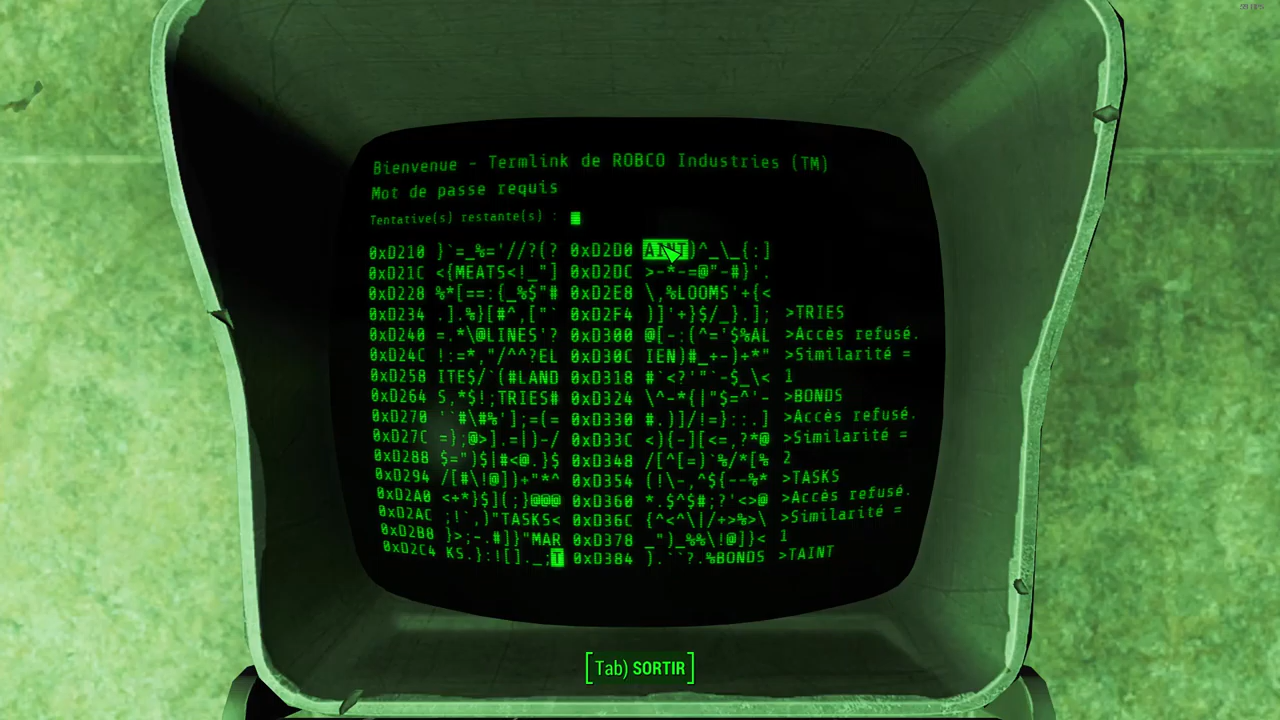 Bienvenue - Termlink de ROBCO Industries (TM)
Mot de passe requis
Tentative(s) restante(s) :
0xD210 }`=_%='//?(? 0xD2D0 AINT)^_\_{:]
0xD21C <{MEATS<!_"] 0xD2DC >-*-=@"-#}'.
0xD228 %*[==:{_%$"# 0xD2E8 \,%LOOMS'+{<
0xD234 .].%}[#^,["` 0xD2F4 )]'+}$/_}.];
0xD240 =.*\@LINES'? 0xD300 @[-:(^='$%AL
0xD24C !:=*,"/^^?EL 0xD30C IEN)#_+-)+*"
0xD258 ITE$/`(#LAND 0xD318 #`<?'"`-$_\<
0xD264 S,*$!;TRIES# 0xD324 \^-*{|"$=^'-
0xD270 ``#\#%'];=(= 0xD330 #.)]/!=}::.]
0xD27C =};@>].=|)-/ 0xD33C <){-][<=,?*@
0xD288 $=")$|#<@.}$ 0xD348 /[^[=)`%/*[%
0xD294 /[#\!@])+"*^ 0xD354 (!\-,^${--%*
0xD2A0 <+*}$](;}@@@ 0xD360 *.$^$#;?'<>@
0xD2AC ;!`,)"TASKS< 0xD36C {^<^\|/+>%>\
0xD2B8 }>;-.#]}"MAR 0xD378 _")_%%\!@]}<
0xD2C4 KS.}:![]._;T 0xD384 ).``?.%BONDS
>TRIES
>Accès refusé.
>Similarité =
1
>BONDS
>Accès refusé.
>Similarité =
2
>TASKS
>Accès refusé.
>Similarité =
1
>TAINT
[Tab) SORTIR]